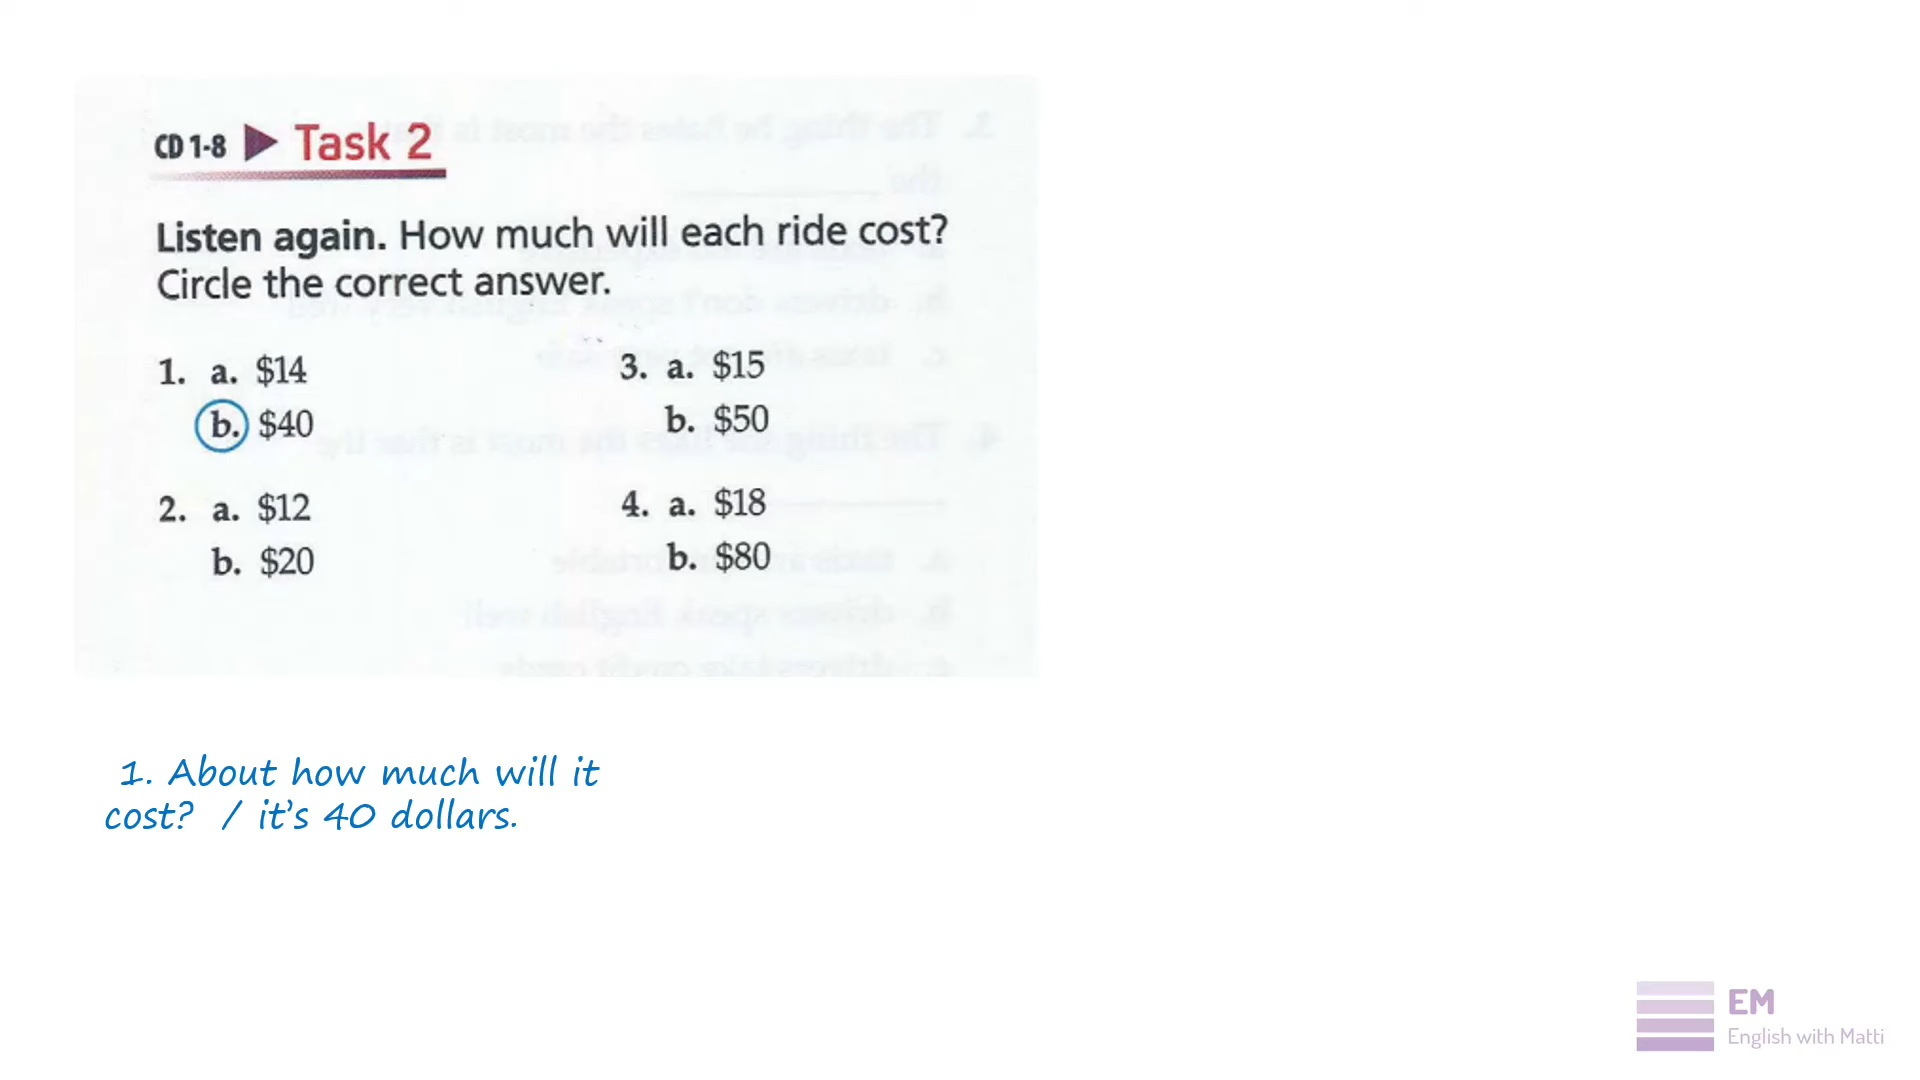 CD 1-8 ▶ Task 2
Listen again. How much will each ride cost?
Circle the correct answer.
1. a. $14
b. $40
2. a. $12
b. $20
3. a. $15
b. $50
4. a. $18
b. $80
1. About how much will it
cost? / it's 40 dollars.
EM
English with Matti